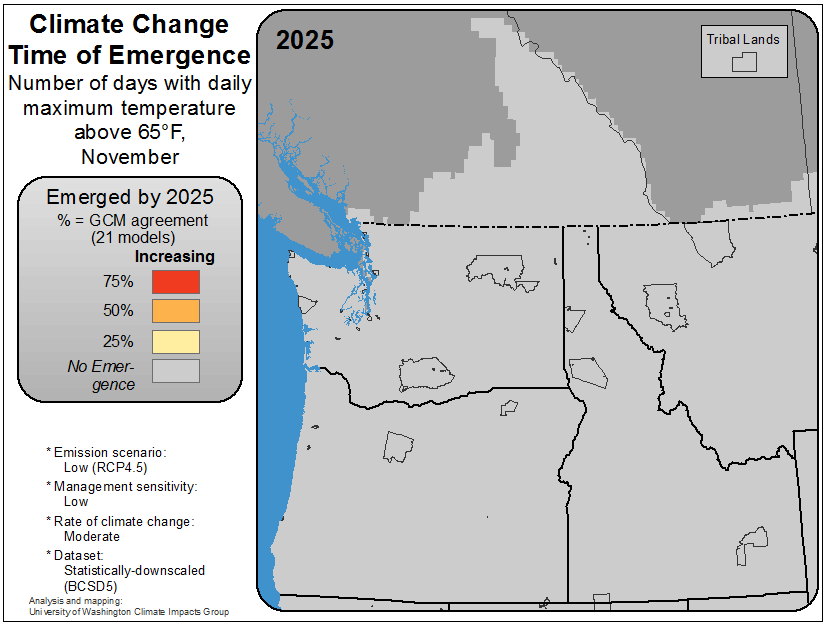 Climate Change
Time of Emergence
Number of days with daily
maximum temperature
above 65°F,
November
Emerged by 2025
% = GCM agreement
(21 models)
Increasing
75%
50%
25%
No Emer-
gence
* Emission scenario:
Low (RCP4.5)
* Management sensitivity:
Low
* Rate of climate change:
Moderate
* Dataset:
Statistically-downscaled
(BCSD5)
Analysis and mapping:
University of Washington Climate Impacts Group
2025
Tribal Lands